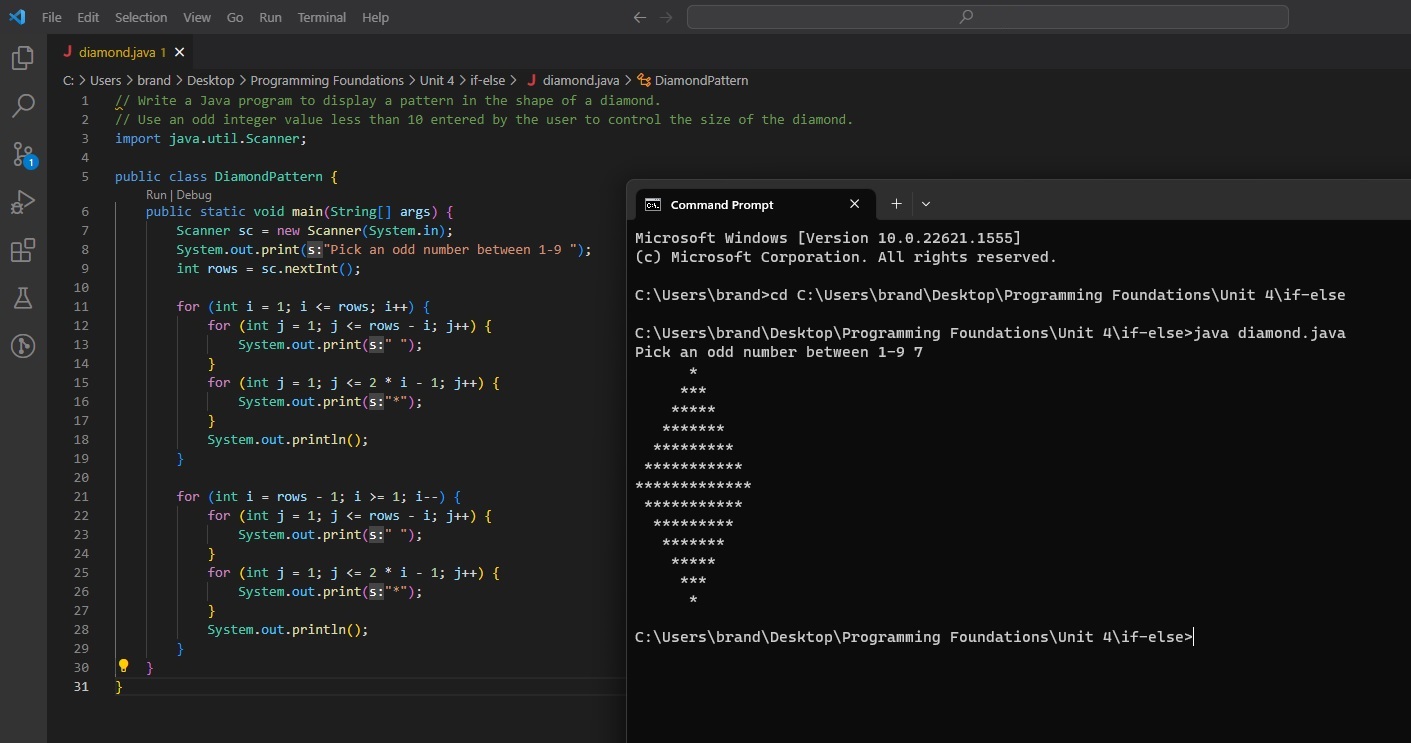 File Edit Selection View Go Run Terminal Help
J diamond.java 1
C: > Users > brand > Desktop > Programming Foundations > Unit 4 > if-else > J diamond.java > DiamondPattern
1 // Write a Java program to display a pattern in the shape of a diamond.
2 // Use an odd integer value less than 10 entered by the user to control the size of the diamond.
3 import java.util.Scanner;
4
5 public class DiamondPattern {
Run | Debug
6     public static void main(String[] args) {
7         Scanner sc = new Scanner(System.in);
8         System.out.print(s:"Pick an odd number between 1-9 ");
9         int rows = sc.nextInt();
10
11         for (int i = 1; i <= rows; i++) {
12             for (int j = 1; j <= rows - i; j++) {
13                 System.out.print(s:" ");
14             }
15             for (int j = 1; j <= 2 * i - 1; j++) {
16                 System.out.print(s:"*");
17             }
18             System.out.println();
19         }
20
21         for (int i = rows - 1; i >= 1; i--) {
22             for (int j = 1; j <= rows - i; j++) {
23                 System.out.print(s:" ");
24             }
25             for (int j = 1; j <= 2 * i - 1; j++) {
26                 System.out.print(s:"*");
27             }
28             System.out.println();
29         }
30     }
31 }
1
Command Prompt
Microsoft Windows [Version 10.0.22621.1555]
(c) Microsoft Corporation. All rights reserved.
C:\Users\brand>cd C:\Users\brand\Desktop\Programming Foundations\Unit 4\if-else
C:\Users\brand\Desktop\Programming Foundations\Unit 4\if-else>java diamond.java
Pick an odd number between 1-9 7
      *
     ***
    *****
   *******
  *********
 ***********
*************
 ***********
  *********
   *******
    *****
     ***
      *
C:\Users\brand\Desktop\Programming Foundations\Unit 4\if-else>